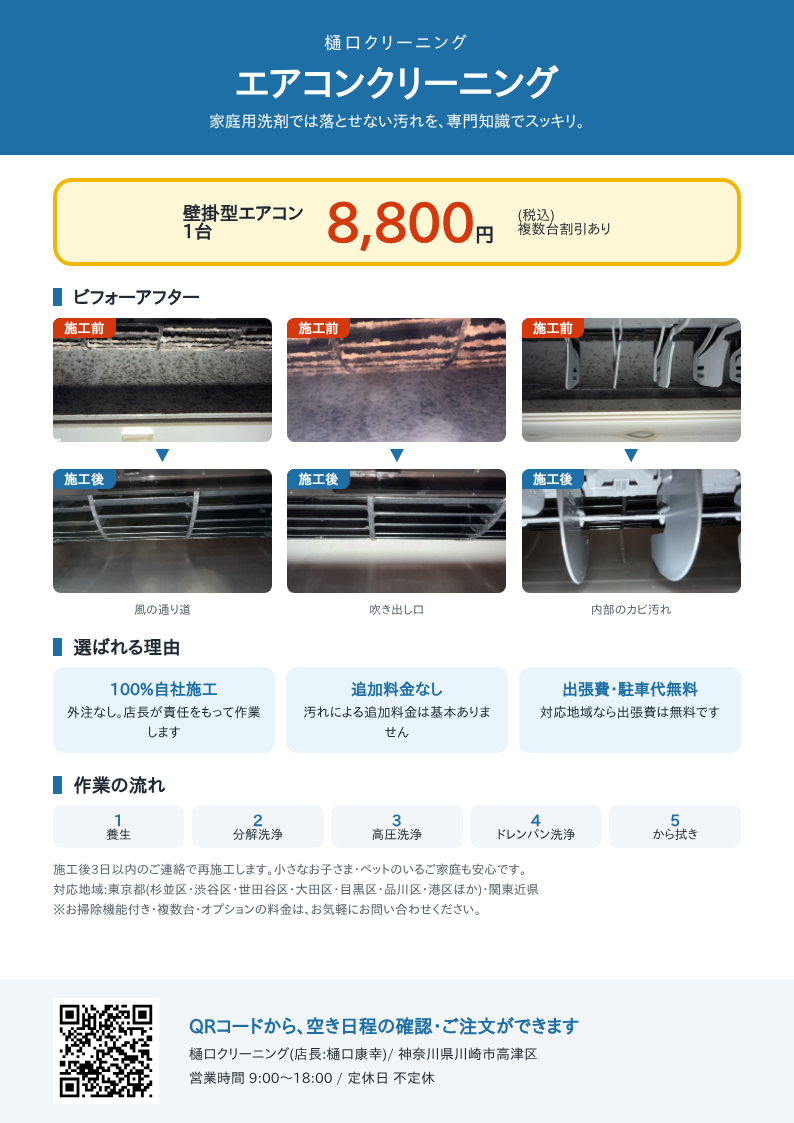 樋口クリーニング
エアコンクリーニング
家庭用洗剤では落とせない汚れを、専門知識でスッキリ。
壁掛型エアコン
1台
8,800円
(税込)
複数台割引あり
ビフォーアフター
施工前
施工前
施工前
▼
▼
▼
施工後
施工後
施工後
風の通り道
吹き出し口
内部のカビ汚れ
選ばれる理由
100%自社施工
外注なし。店長が責任をもって作業
します
追加料金なし
汚れによる追加料金は基本ありま
せん
出張費・駐車代無料
対応地域なら出張費は無料です
作業の流れ
1
養生
2
分解洗浄
3
高圧洗浄
4
ドレンパン洗浄
5
から拭き
施工後3日以内のご連絡で再施工します。小さなお子さま・ペットのいるご家庭も安心です。
対応地域:東京都(杉並区・渋谷区・世田谷区・大田区・目黒区・品川区・港区ほか)・関東近県
※お掃除機能付き・複数台・オプションの料金は、お気軽にお問い合わせください。
QRコードから、空き日程の確認・ご注文ができます
樋口クリーニング(店長:樋口康幸)/ 神奈川県川崎市高津区
営業時間 9:00〜18:00 / 定休日 不定休